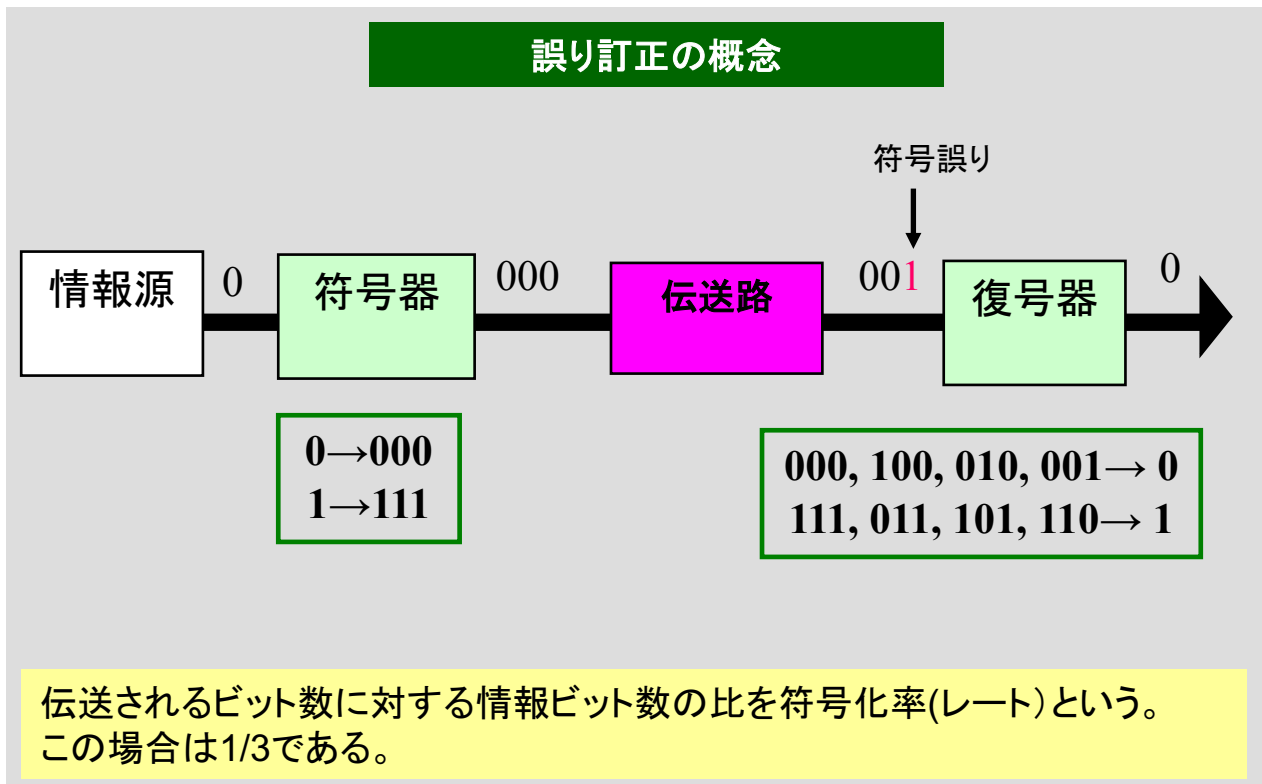 誤り訂正の概念
符号誤り
情報源
0
符号器
000
伝送路
001
復号器
0
0→000
1→111
000, 100, 010, 001→ 0
111, 011, 101, 110→ 1
伝送されるビット数に対する情報ビット数の比を符号化率(レート）という。
この場合は1/3である。